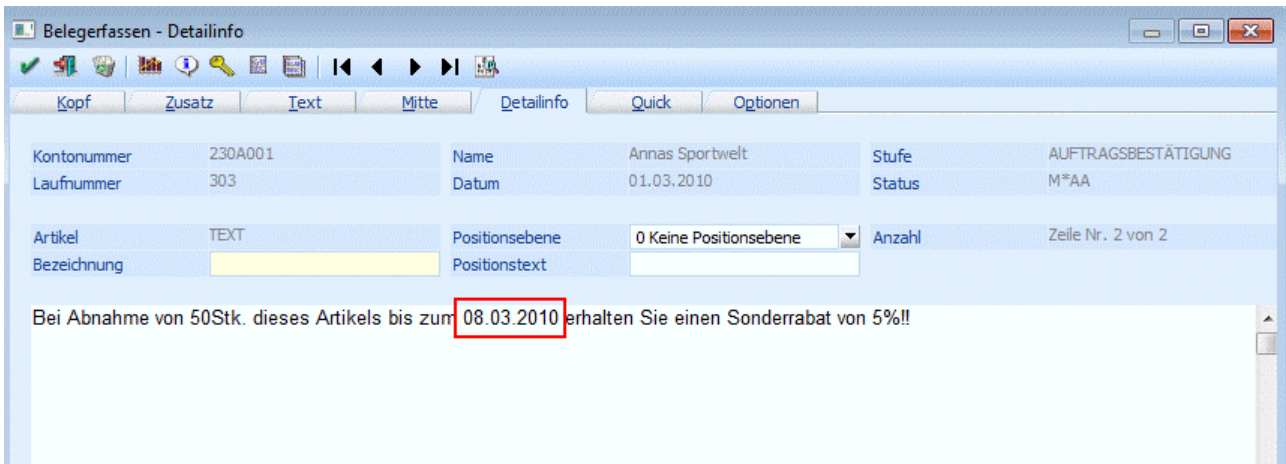 Belegerfassen - Detailinfo
Kopf Zusatz Text Mitte Detailinfo Quick Optionen
Kontonummer 230A001 Name Annas Sportwelt Stufe AUFTRAGSBESTÄTIGUNG
Laufnummer 303 Datum 01.03.2010 Status M*AA
Artikel TEXT Positionsebene 0 Keine Positionsebene Anzahl Zeile Nr. 2 von 2
Bezeichnung Positionstext
Bei Abnahme von 50Stk. dieses Artikels bis zum 08.03.2010 erhalten Sie einen Sonderrabat von 5%!!